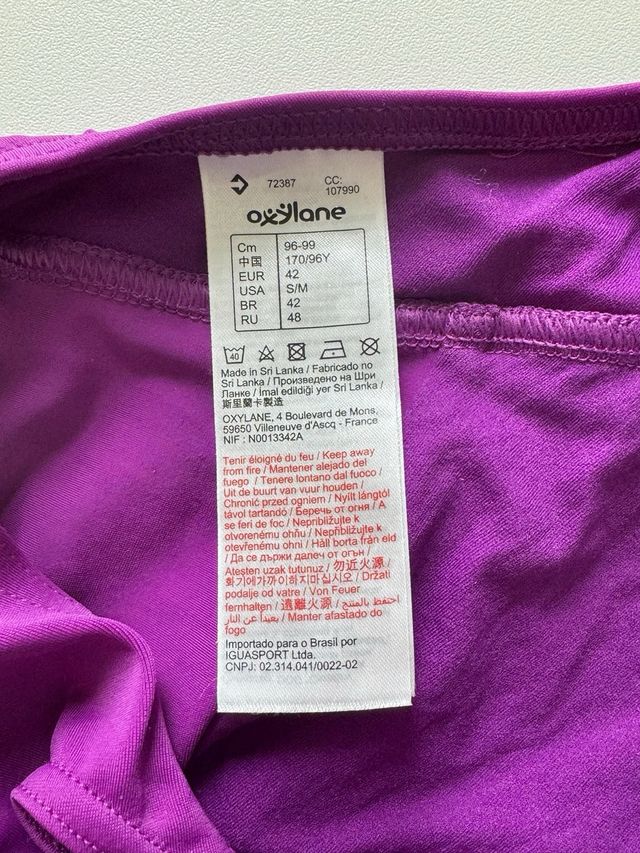 72387 CC: 107990
oxylane
Cm 96-99
中国 170/96Y
EUR 42
USA S/M
BR 42
RU 48
40
Made in Sri Lanka / Fabricado no
Sri Lanka / Произведено на Шри
Ланке / İmal edildiği yer Sri Lanka /
斯里蘭卡製造
OXYLANE, 4 Boulevard de Mons,
59650 Villeneuve d'Ascq - France
NIF : N0013342A
Tenir éloigné du feu / Keep away
from fire / Mantener alejado del
fuego / Tenere lontano dal fuoco /
Uit de buurt van vuur houden /
Chronić przed ogniem / Nyílt lángtól
távol tartandó / Беречь от огня / A
se feri de foc / Nepribližujte k
otvorenému ohňu / Nepřibližujte k
otevřenému ohni / Håll borta från eld
/ Да се държи далеч от огън /
Ateşten uzak tutunuz / 勿近火源 /
화기에가까이하지마십시오 / Držati
podalje od vatre / Von Feuer
fernhalten / 遠離火源 / احتفظ بالمنتج
بعيداً عن النار / Manter afastado do
fogo
Importado para o Brasil por
IGUASPORT Ltda.
CNPJ: 02.314.041/0022-02